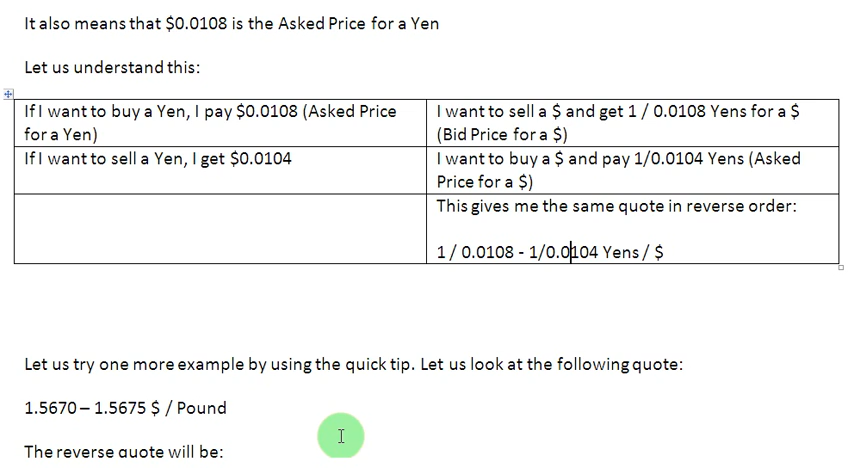 It also means that $0.0108 is the Asked Price for a Yen
Let us understand this:
If I want to buy a Yen, I pay $0.0108 (Asked Price
for a Yen)
I want to sell a $ and get 1 / 0.0108 Yens for a $
(Bid Price for a $)
If I want to sell a Yen, I get $0.0104
I want to buy a $ and pay 1/0.0104 Yens (Asked
Price for a $)
This gives me the same quote in reverse order:
1 / 0.0108 - 1/0.0104 Yens / $
Let us try one more example by using the quick tip. Let us look at the following quote:
1.5670 – 1.5675 $ / Pound
The reverse quote will be: